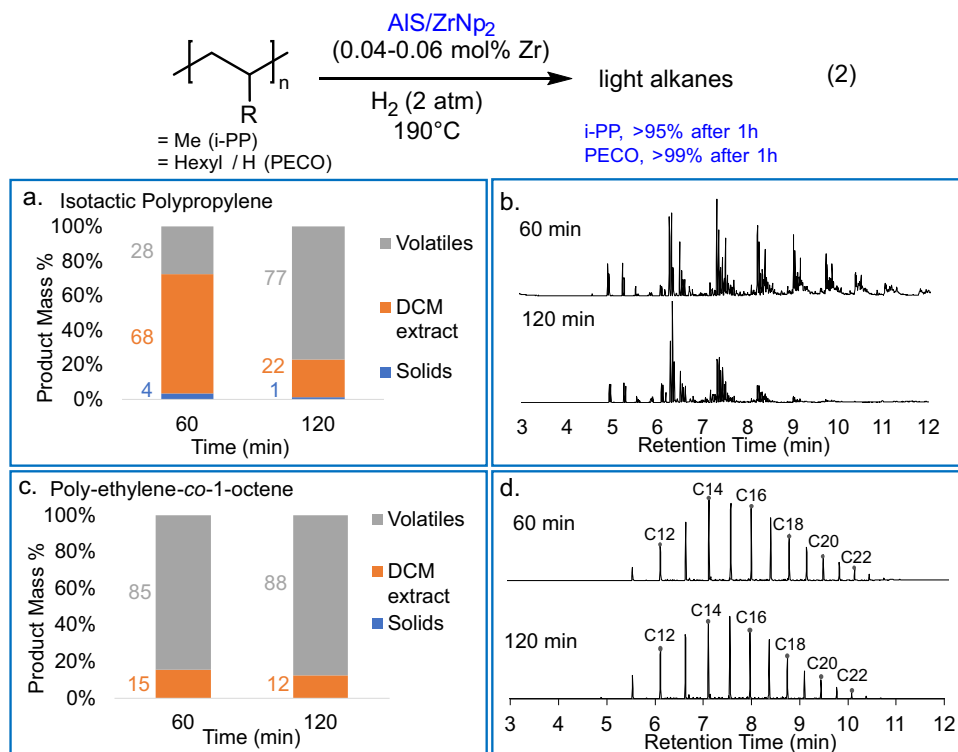 AlS/ZrNp2
(0.04-0.06 mol% Zr)
n
R
H2 (2 atm)
190°C
light alkanes
(2)
= Me (i-PP)
= Hexyl / H (PECO)
i-PP, >95% after 1h
PECO, >99% after 1h
a. Isotactic Polypropylene
Product Mass %
100%
80%
60%
40%
20%
0%
28
68
4
77
22
1
60
120
Time (min)
Volatiles
DCM
extract
Solids
b.
60 min
120 min
3 4 5 6 7 8 9 10 11 12
Retention Time (min)
c. Poly-ethylene-co-1-octene
Product Mass %
100%
80%
60%
40%
20%
0%
85
15
88
12
60
120
Time (min)
Volatiles
DCM
extract
Solids
d.
60 min
C12
C14
C16
C18
C20
C22
120 min
C12
C14
C16
C18
C20
C22
3 4 5 6 7 8 9 10 11 12
Retention Time (min)